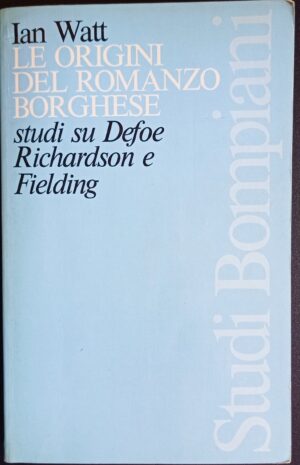 Ian Watt
LE ORIGINI
DEL ROMANZO
BORGHESE
studi su Defoe
Richardson e
Fielding
Studi Bompiani